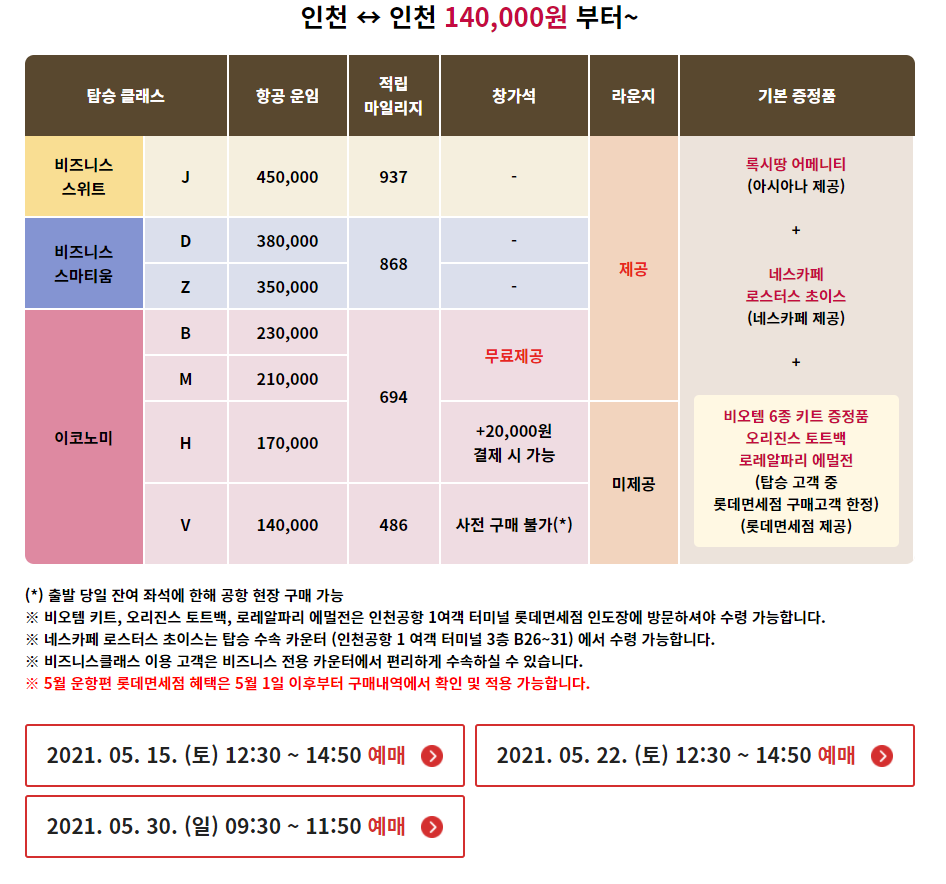 인천 ↔ 인천 140,000원 부터~
탑승 클래스 항공 운임 적립 마일리지 창가석 라운지 기본 증정품
비즈니스 스위트 J 450,000 937 -
비즈니스 스마티움 D 380,000 868 -
Z 350,000 -
제공
이코노미 B 230,000 694 무료제공
M 210,000
H 170,000 +20,000원 결제 시 가능
미제공
V 140,000 486 사전 구매 불가(*)
록시땅 어메니티
(아시아나 제공)
+
네스카페
로스터스 초이스
(네스카페 제공)
+
비오템 6종 키트 증정품
오리진스 토트백
로레알파리 에멀전
(탑승 고객 중
롯데면세점 구매고객 한정)
(롯데면세점 제공)
(*) 출발 당일 잔여 좌석에 한해 공항 현장 구매 가능
※ 비오템 키트, 오리진스 토트백, 로레알파리 에멀전은 인천공항 1여객 터미널 롯데면세점 인도장에 방문하셔야 수령 가능합니다.
※ 네스카페 로스터스 초이스는 탑승 수속 카운터 (인천공항 1 여객 터미널 3층 B26~31) 에서 수령 가능합니다.
※ 비즈니스클래스 이용 고객은 비즈니스 전용 카운터에서 편리하게 수속하실 수 있습니다.
※ 5월 운항편 롯데면세점 혜택은 5월 1일 이후부터 구매내역에서 확인 및 적용 가능합니다.
2021. 05. 15. (토) 12:30 ~ 14:50 예매
2021. 05. 22. (토) 12:30 ~ 14:50 예매
2021. 05. 30. (일) 09:30 ~ 11:50 예매